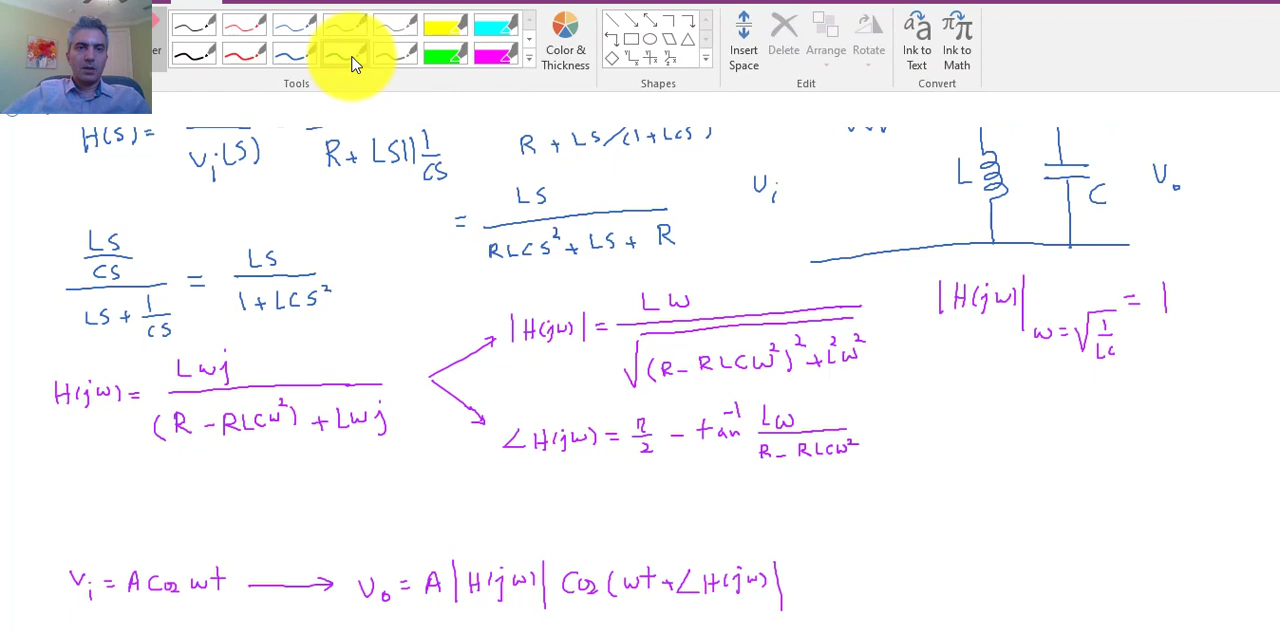 Color & Thickness
Insert Space
Delete
Arrange
Rotate
Ink to Text
Ink to Math
Tools
Shapes
Edit
Convert
H(s) =
Vi(s)
R + LS || 1/CS
R + LS/(1+LCS²)
= LS / RLCS² + LS + R
Vi
L
C
Vo
LS/CS / LS + 1/CS = LS / 1 + LCS²
|H(jω)| = Lω / √(R - RLCω²)² + L²ω²
|H(jω)| ω = √1/LC = 1
H(jω) = Lωj / (R - RLCω²) + Lωj
∠H(jω) = π/2 - tan⁻¹ Lω / R - RLCω²
Vi = A Cos ωt → Vo = A |H(jω)| Cos (ωt + ∠H(jω)|